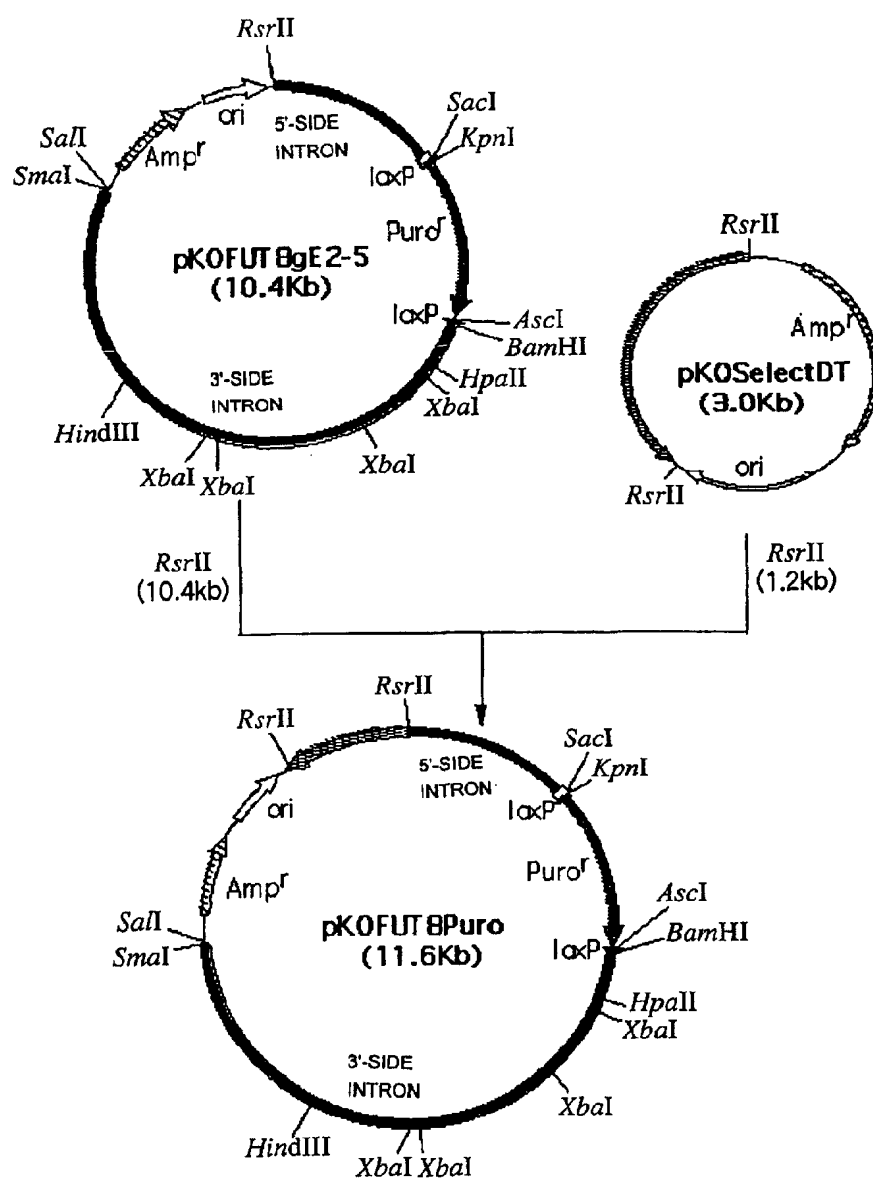 RsrII
SacI
KpnI
ori
5'-SIDE
INTRON
SalI
SmaI
Ampr
loxP
Puror
pKOFUT8gE2-5
(10.4Kb)
loxP
AscI
BamHI
HpaII
XbaI
3'-SIDE
INTRON
HindIII
XbaI
XbaI
XbaI
RsrII
Ampr
pKOSelectDT
(3.0Kb)
ori
RsrII
RsrII
(10.4kb)
RsrII
(1.2kb)
RsrII
RsrII
SacI
KpnI
5'-SIDE
INTRON
loxP
ori
Puror
Ampr
AscI
SalI
SmaI
pKOFUT8Puro
(11.6Kb)
loxP
BamHI
HpaII
XbaI
3'-SIDE
INTRON
XbaI
HindIII
XbaI XbaI